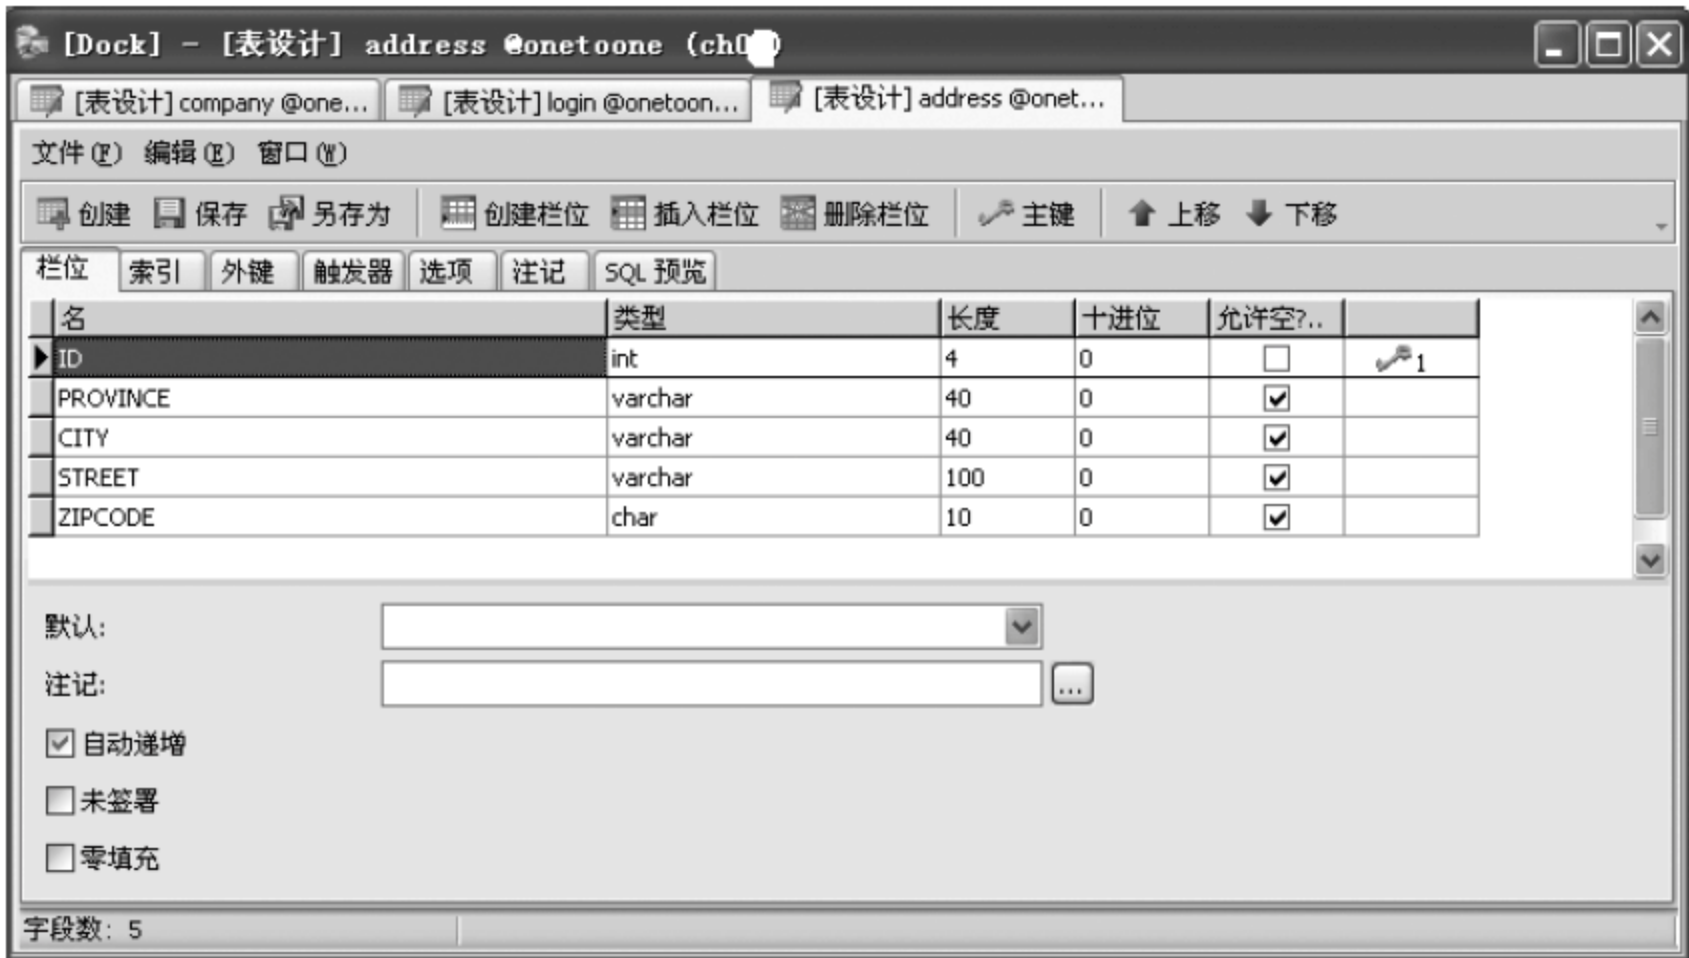 [Dock] - [表设计] address @onetoone (ch0
[表设计] company @one... [表设计] login @onetoon... [表设计] address @onet...
文件(F) 编辑(E) 窗口(W)
创建 保存 另存为 创建栏位 插入栏位 删除栏位 主键 上移 下移
栏位 索引 外键 触发器 选项 注记 SQL 预览
名 类型 长度 十进位 允许空?..
ID int 4 0 1
PROVINCE varchar 40 0
CITY varchar 40 0
STREET varchar 100 0
ZIPCODE char 10 0
默认:
注记:
...
自动递增
未签署
零填充
字段数: 5